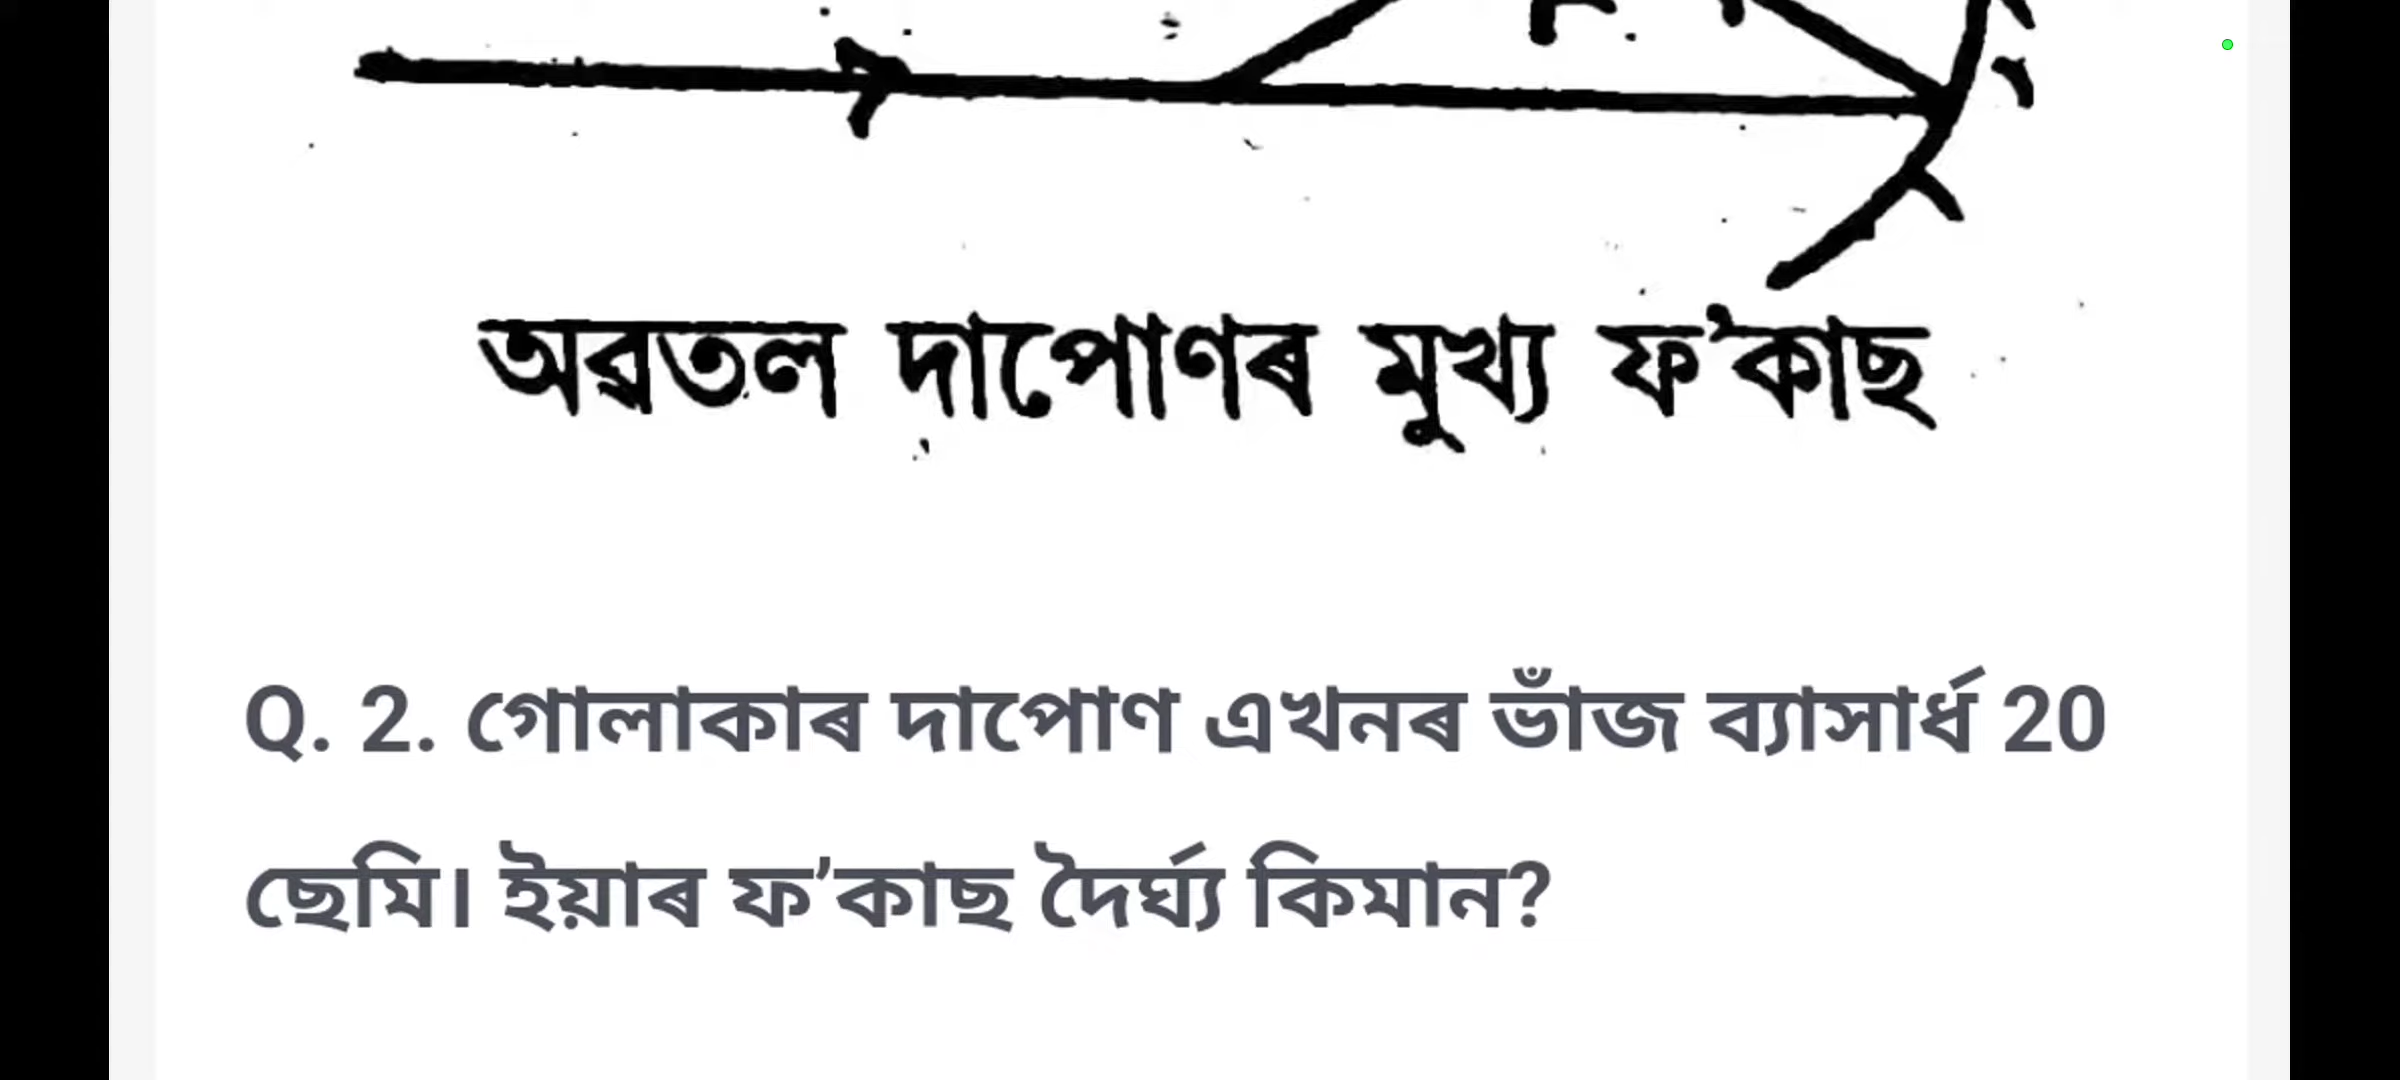 অৱতল দাপোণৰ মুখ্য ফ'কাছ
Q. 2. গোলাকাৰ দাপোণ এখনৰ ভাঁজ ব্যাসাৰ্ধ 20
ছেমি। ইয়াৰ ফ’কাছ দৈৰ্ঘ্য কিমান?